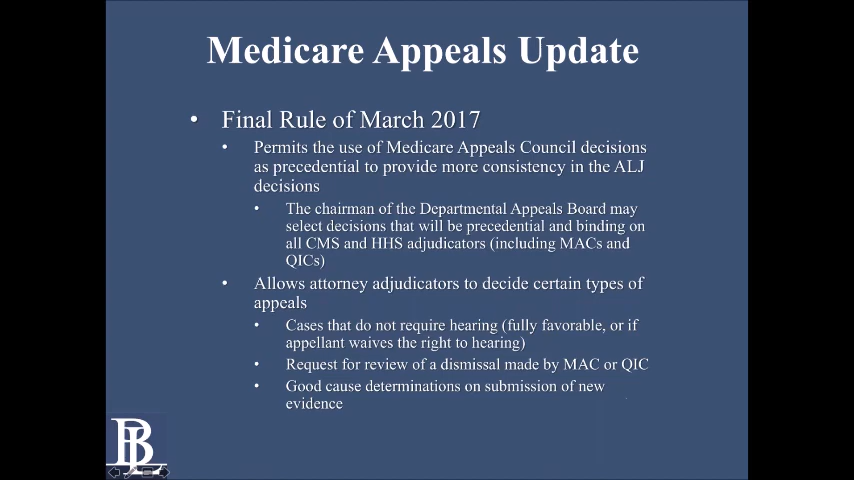 Medicare Appeals Update
• Final Rule of March 2017
• Permits the use of Medicare Appeals Council decisions
as precedential to provide more consistency in the ALJ
decisions
• The chairman of the Departmental Appeals Board may
select decisions that will be precedential and binding on
all CMS and HHS adjudicators (including MACs and
QICs)
• Allows attorney adjudicators to decide certain types of
appeals
• Cases that do not require hearing (fully favorable, or if
appellant waives the right to hearing)
• Request for review of a dismissal made by MAC or QIC
• Good cause determinations on submission of new
evidence